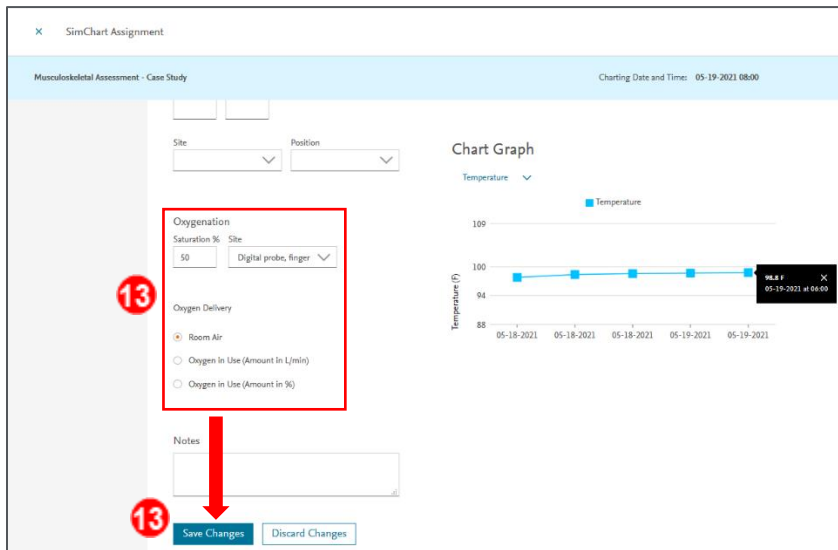 × SimChart Assignment
Musculoskeletal Assessment - Case Study Charting Date and Time: 05-19-2021 08:00
Site Position
Chart Graph
Temperature
Temperature
109
100
94
88
Temperature (F)
05-18-2021 05-18-2021 05-18-2021 05-19-2021 05-19-2021
98.8 F ×
05-19-2021 at 06:00
13
Oxygenation
Saturation % Site
50 Digital probe, finger
Oxygen Delivery
Room Air
Oxygen in Use (Amount in L/min)
Oxygen in Use (Amount in %)
Notes
13
Save Changes Discard Changes